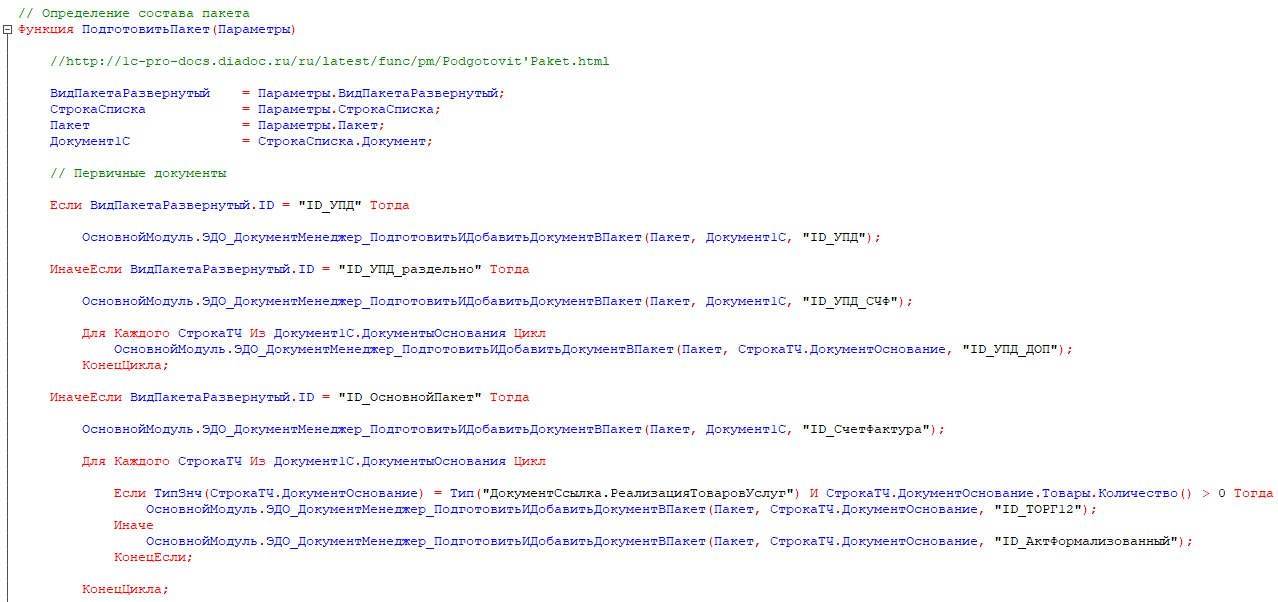 // Определение состава пакета
Функция ПодготовитьПакет(Параметры)
//http://1c-pro-docs.diadoc.ru/ru/latest/func/pm/Podgotovit'Paket.html
ВидПакетаРазвернутый = Параметры.ВидПакетаРазвернутый;
СтрокаСписка = Параметры.СтрокаСписка;
Пакет = Параметры.Пакет;
Документ1С = СтрокаСписка.Документ;
// Первичные документы
Если ВидПакетаРазвернутый.ID = "ID_УПД" Тогда
ОсновнойМодуль.ЭДО_ДокументМенеджер_ПодготовитьИДобавитьДокументВПакет(Пакет, Документ1С, "ID_УПД");
ИначеЕсли ВидПакетаРазвернутый.ID = "ID_УПД_раздельно" Тогда
ОсновнойМодуль.ЭДО_ДокументМенеджер_ПодготовитьИДобавитьДокументВПакет(Пакет, Документ1С, "ID_УПД_СЧФ");
Для Каждого СтрокаТЧ Из Документ1С.ДокументыОснования Цикл
ОсновнойМодуль.ЭДО_ДокументМенеджер_ПодготовитьИДобавитьДокументВПакет(Пакет, СтрокаТЧ.ДокументОснование, "ID_УПД_ДОП");
КонецЦикла;
ИначеЕсли ВидПакетаРазвернутый.ID = "ID_ОсновнойПакет" Тогда
ОсновнойМодуль.ЭДО_ДокументМенеджер_ПодготовитьИДобавитьДокументВПакет(Пакет, Документ1С, "ID_СчетФактура");
Для Каждого СтрокаТЧ Из Документ1С.ДокументыОснования Цикл
Если ТипЗнч(СтрокаТЧ.ДокументОснование) = Тип("ДокументСсылка.РеализацияТоваровУслуг") И СтрокаТЧ.ДокументОснование.Товары.Количество() > 0 Тогда
ОсновнойМодуль.ЭДО_ДокументМенеджер_ПодготовитьИДобавитьДокументВПакет(Пакет, СтрокаТЧ.ДокументОснование, "ID_ТОРГ12");
Иначе
ОсновнойМодуль.ЭДО_ДокументМенеджер_ПодготовитьИДобавитьДокументВПакет(Пакет, СтрокаТЧ.ДокументОснование, "ID_АктФормализованный");
КонецЕсли;
КонецЦикла;